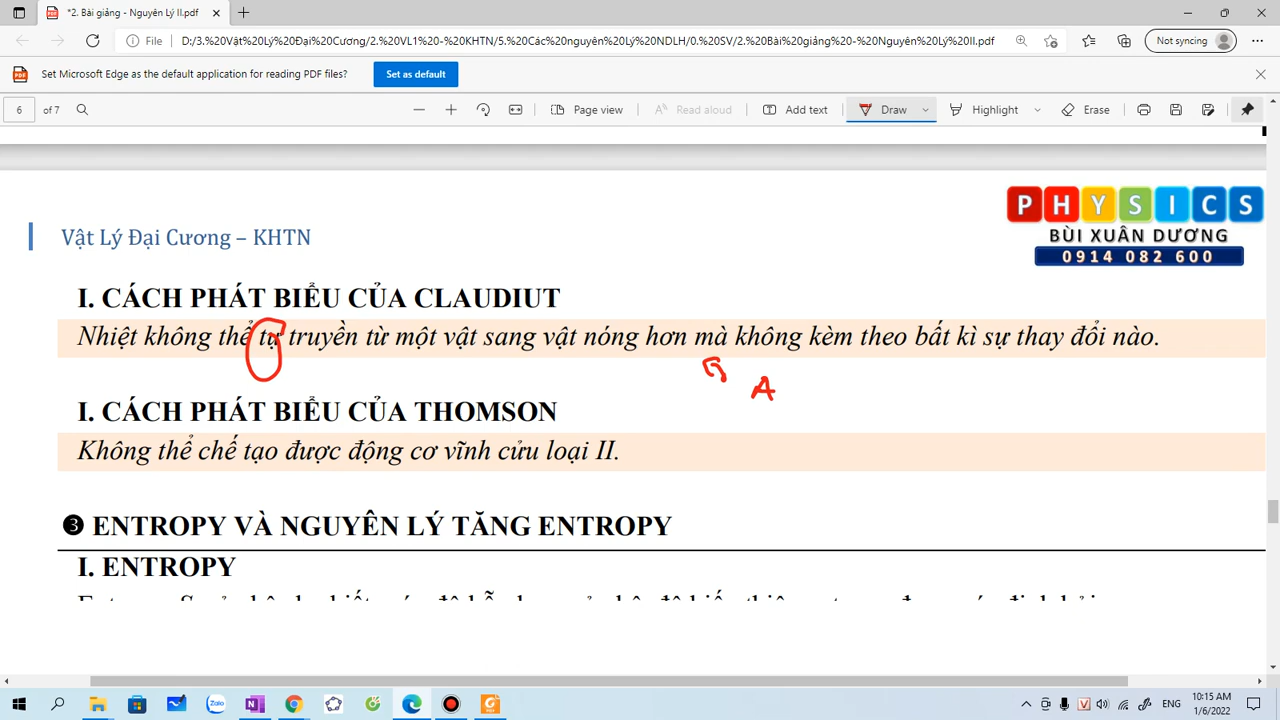 *2. Bài giảng - Nguyên Lý II.pdf
File
D:/3.%20Vật%20Lý%20Đại%20Cương/2.%20VL1%20-%20KHTN/5.%20Các%20nguyên%20Lý%20NDLH/0.%20SV/2.%20Bài%20giảng%20-%20Nguyên%20Lý%20II.pdf
Not syncing
Set Microsoft Edge as the default application for reading PDF files?
Set as default
6 of 7
Page view
Read aloud
Add text
Draw
Highlight
Erase
PHYSICS
BÙI XUÂN DƯƠNG
0914 082 600
Vật Lý Đại Cương – KHTN
I. CÁCH PHÁT BIỂU CỦA CLAUDIUT
Nhiệt không thể tự truyền từ một vật sang vật nóng hơn mà không kèm theo bất kì sự thay đổi nào.
A
I. CÁCH PHÁT BIỂU CỦA THOMSON
Không thể chế tạo được động cơ vĩnh cửu loại II.
❸ ENTROPY VÀ NGUYÊN LÝ TĂNG ENTROPY
I. ENTROPY
Zalo
ENG
10:15 AM
1/6/2022